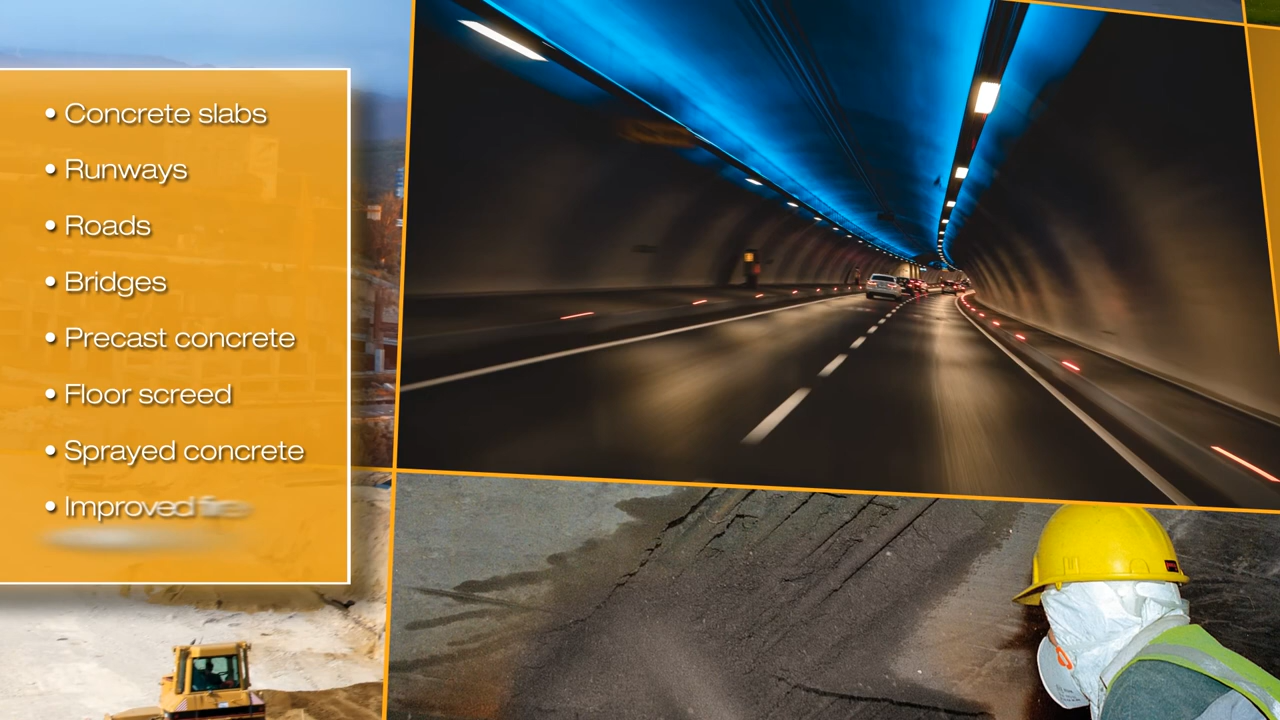 • Concrete slabs
• Runways
• Roads
• Bridges
• Precast concrete
• Floor screed
• Sprayed concrete
• Improved